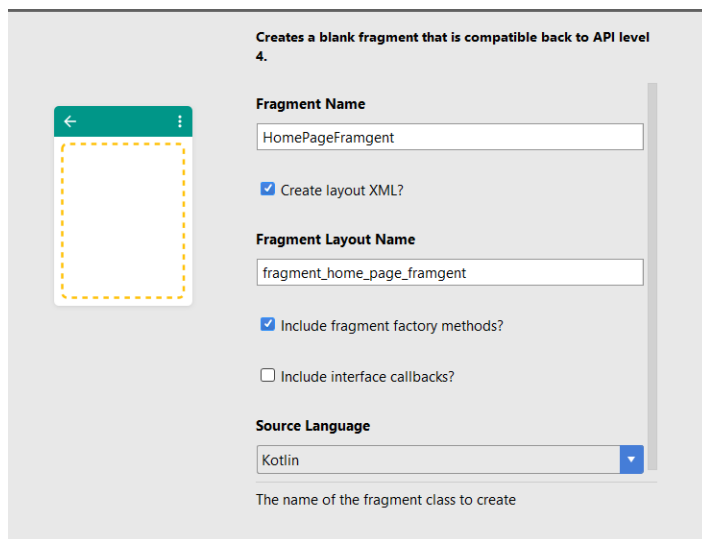 Creates a blank fragment that is compatible back to API level
4.
Fragment Name
HomePageFramgent
Create layout XML?
Fragment Layout Name
fragment_home_page_framgent
Include fragment factory methods?
Include interface callbacks?
Source Language
Kotlin
The name of the fragment class to create